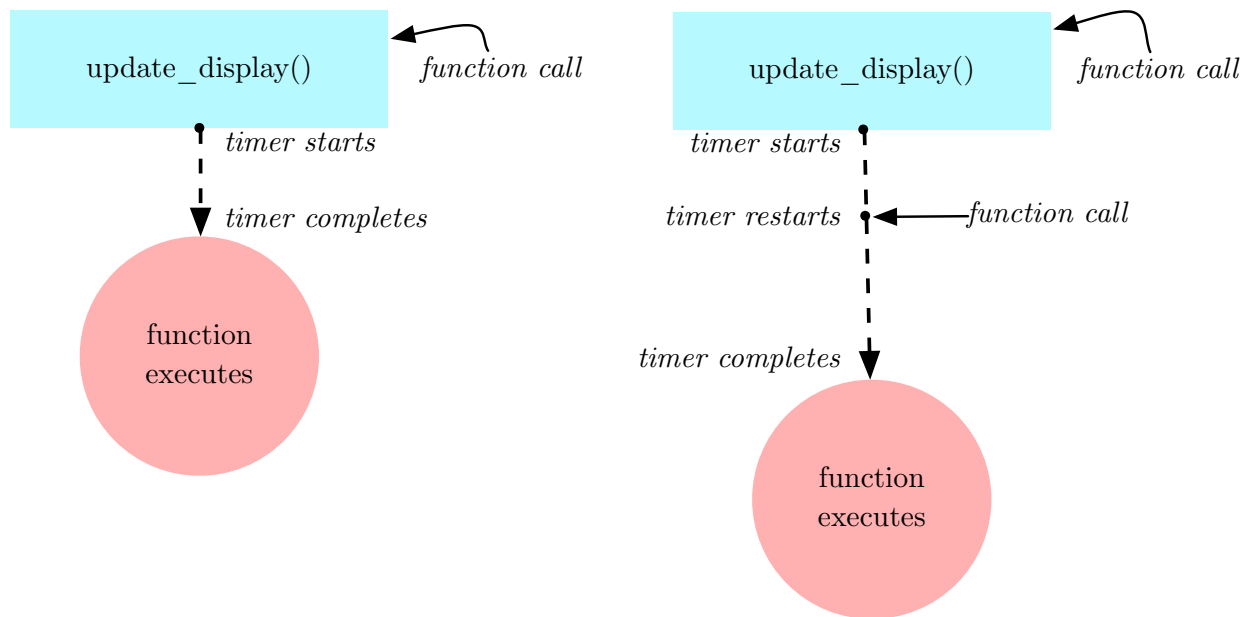 update_display()
function call
timer starts
timer completes
function
executes
update_display()
function call
timer starts
timer restarts
function call
timer completes
function
executes